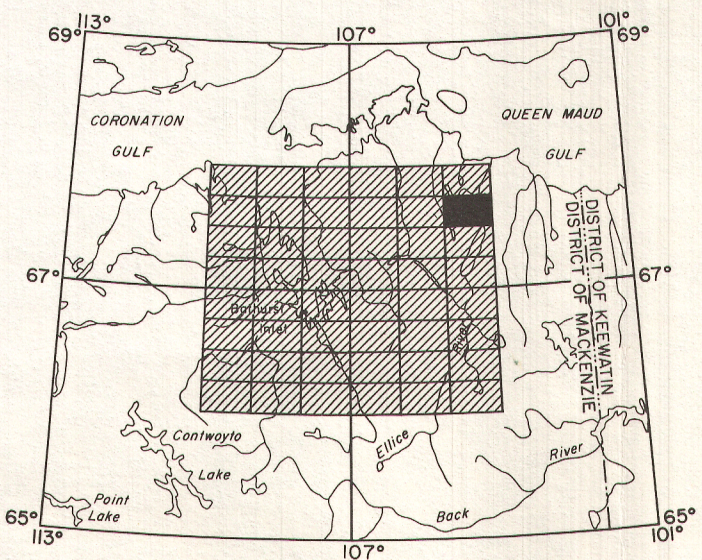 113°
107°
101°
69°
69°
CORONATION
GULF
QUEEN MAUD
GULF
DISTRICT OF KEEWATIN
DISTRICT OF MACKENZIE
67°
67°
Bathurst
Inlet
River
Contwoyto
Lake
Ellice
River
Point
Lake
Back
65°
65°
113°
107°
101°